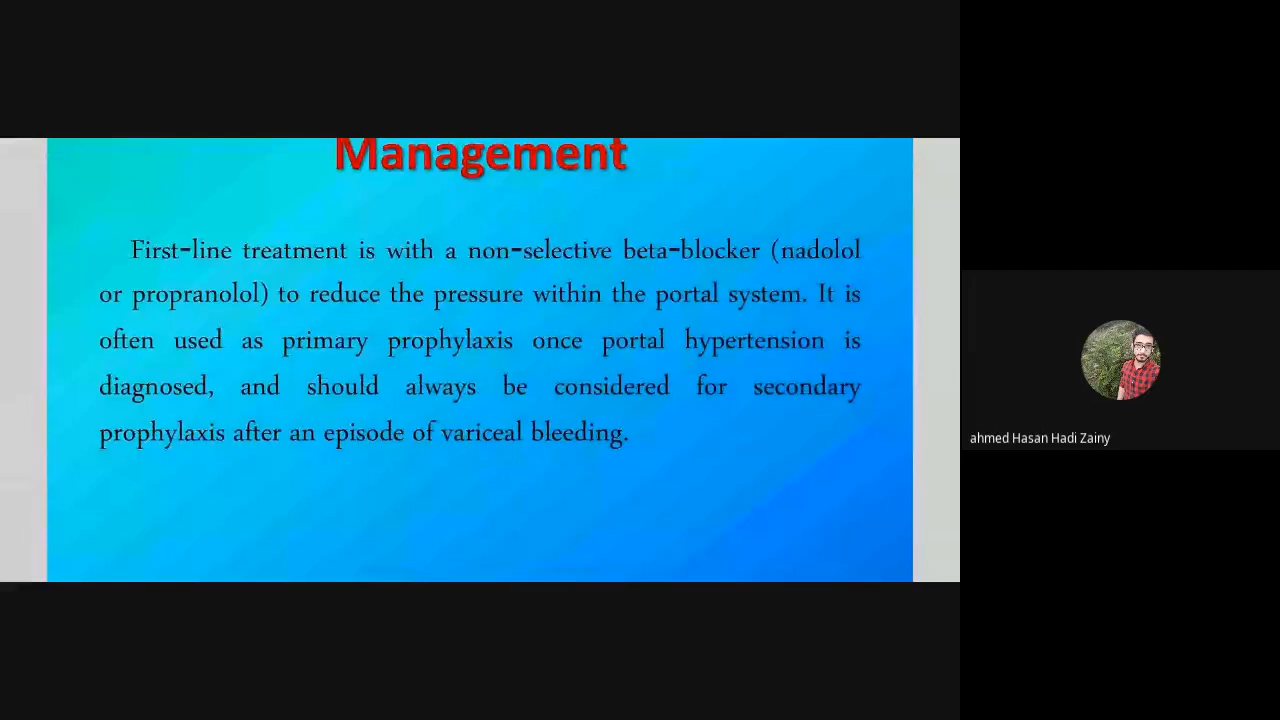 Management
First-line treatment is with a non-selective beta-blocker (nadolol
or propranolol) to reduce the pressure within the portal system. It is
often used as primary prophylaxis once portal hypertension is
diagnosed, and should always be considered for secondary
prophylaxis after an episode of variceal bleeding.
ahmed Hasan Hadi Zainy